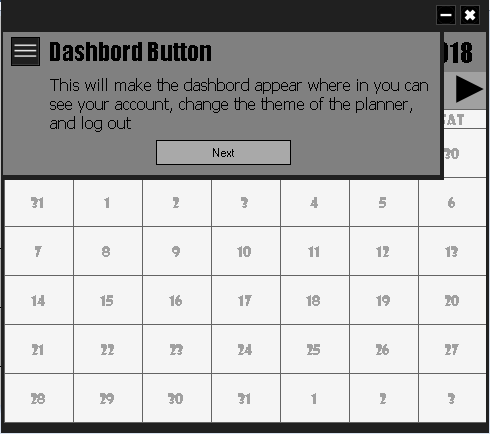 Dashbord Button
This will make the dashbord appear where in you can
see your account, change the theme of the planner,
and log out
Next
018
SAT
30
31 1 2 3 4 5 6
7 8 9 10 11 12 13
14 15 16 17 18 19 20
21 22 23 24 25 26 27
28 29 30 31 1 2 3